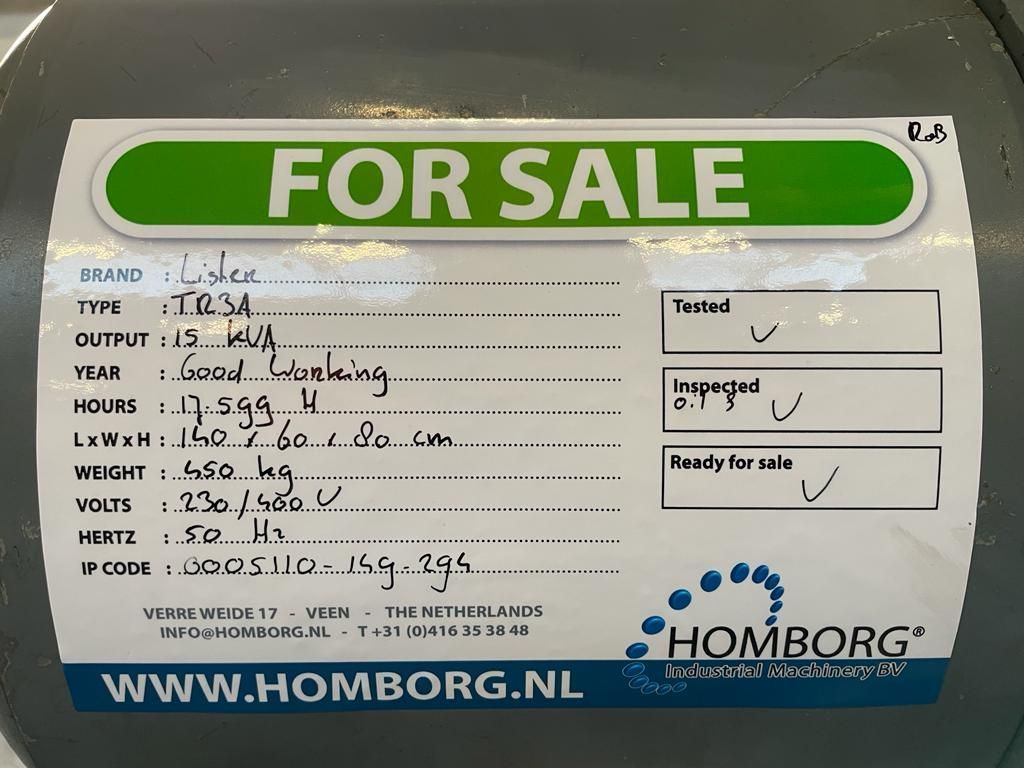 RoB
FOR SALE
BRAND : Lister
TYPE : TR3A
OUTPUT : 15 kVA
YEAR : Good Working
HOURS : 17.599 H
L x W x H : 140 x 60 x 80 cm
WEIGHT : 450 kg
VOLTS : 230/400 V
HERTZ : 50 Hz
IP CODE : 0005110-149-294
Tested
Inspected
Ready for sale
VERRE WEIDE 17 - VEEN - THE NETHERLANDS
INFO@HOMBORG.NL - T +31 (0)416 35 38 48
HOMBORG®
Industrial Machinery BV
WWW.HOMBORG.NL